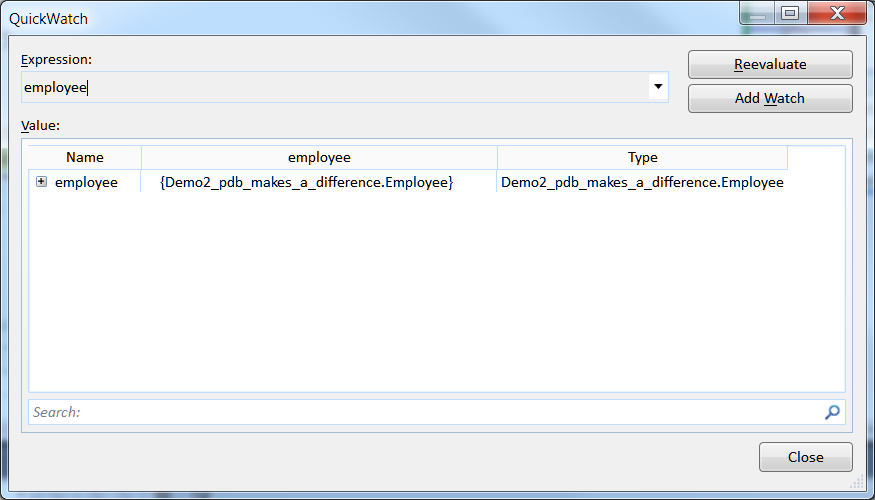 QuickWatch
Expression:
Reevaluate
employee
Add Watch
Value:
Name employee Type
employee {Demo2_pdb_makes_a_difference.Employee} Demo2_pdb_makes_a_difference.Employee
Search:
Close